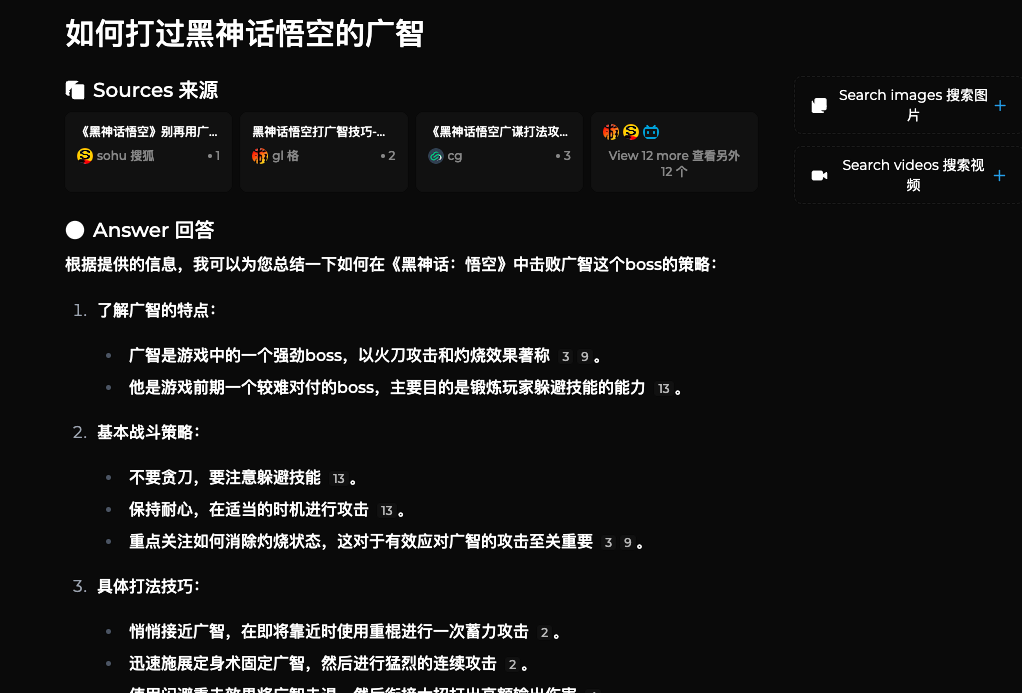 如何打过黑神话悟空的广智
Sources 来源
《黑神话悟空》别再用广...
sohu 搜狐 • 1
黑神话悟空打广智技巧-...
gl 格 • 2
《黑神话悟空广谋打法攻...
cg • 3
View 12 more 查看另外
12 个
Search images 搜索图
片
Search videos 搜索视
频
Answer 回答
根据提供的信息，我可以为您总结一下如何在《黑神话：悟空》中击败广智这个boss的策略：
1. 了解广智的特点：
• 广智是游戏中的一个强劲boss，以火刀攻击和灼烧效果著称 3 9 。
• 他是游戏前期一个较难对付的boss，主要目的是锻炼玩家躲避技能的能力 13 。
2. 基本战斗策略：
• 不要贪刀，要注意躲避技能 13 。
• 保持耐心，在适当的时机进行攻击 13 。
• 重点关注如何消除灼烧状态，这对于有效应对广智的攻击至关重要 3 9 。
3. 具体打法技巧：
• 悄悄接近广智，在即将靠近时使用重棍进行一次蓄力攻击 2 。
• 迅速施展定身术固定广智，然后进行猛烈的连续攻击 2 。